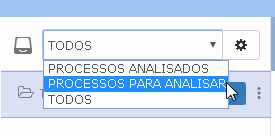 TODOS
PROCESSOS ANALISADOS
PROCESSOS PARA ANALISAR
TODOS